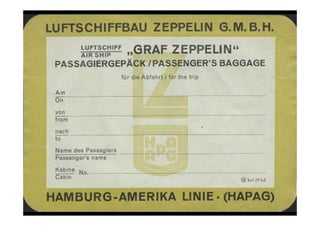 LUFTSCHIFFBAU ZEPPELIN G.M.B.H.
LUFTSCHIFF
AIR SHIP
„GRAF ZEPPELIN“
PASSAGIERGEPÄCK / PASSENGER'S BAGGAGE
für die Abfahrt: for the trip
Am
On
von
from
nach
to
Name des Passagiers
Passenger's name
Kabine
Cabin
No.
HAPAG
HAMBURG-AMERIKA LINIE · (HAPAG)